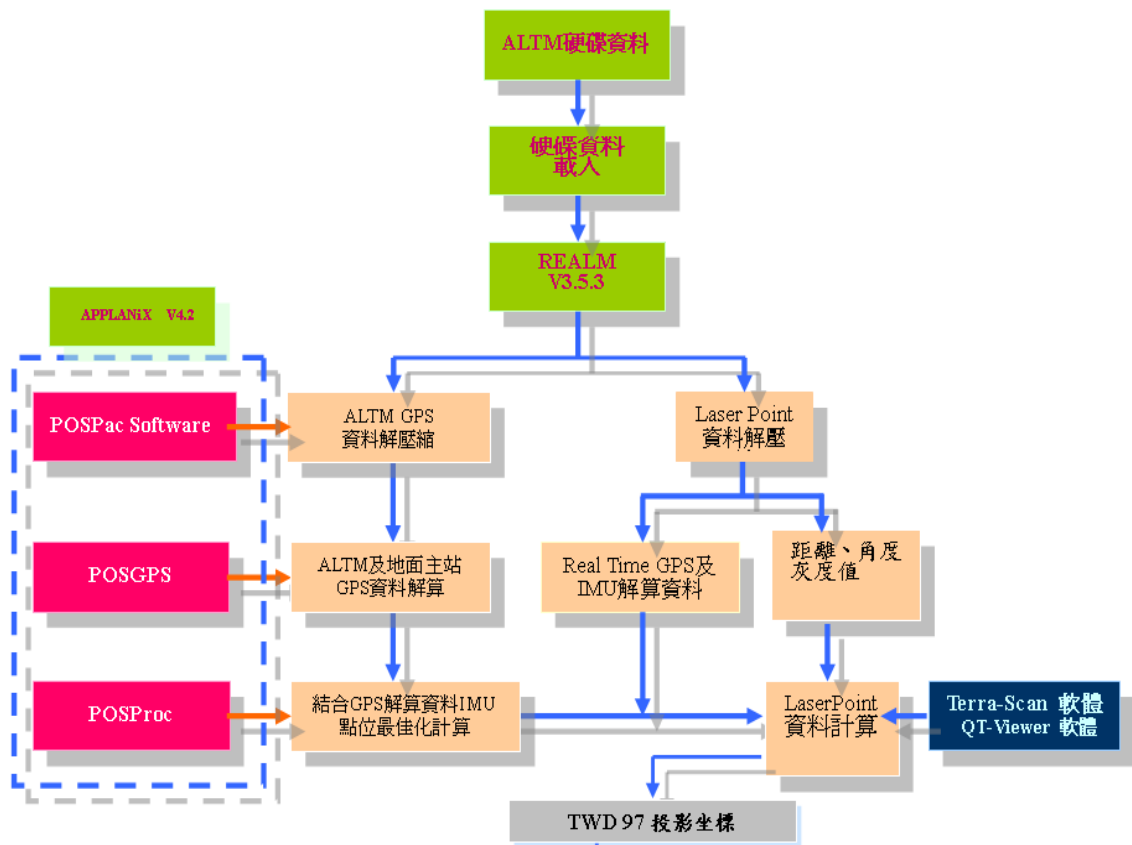 ALTM硬碟資料
硬碟資料
載入
REALM
V3.5.3
APPLANiX V4.2
POSPac Software
ALTM GPS
資料解壓縮
Laser Point
資料解壓
POSGPS
ALTM及地面主站
GPS資料解算
Real Time GPS及
IMU解算資料
距離、角度
灰度值
POSProc
結合GPS解算資料IMU
點位最佳化計算
LaserPoint
資料計算
Terra-Scan 軟體
QT-Viewer 軟體
TWD 97 投影坐標